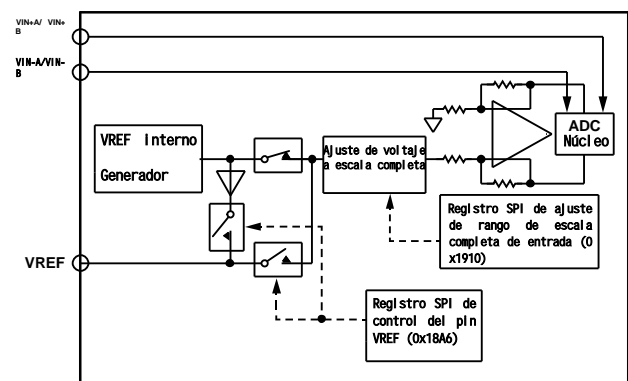 VIN+A/ VIN+
B
VIN-A/VIN-
B
VREF Interno
Generador
Ajuste de voltaje
a escala completa
ADC
Núcleo
Registro SPI de ajuste
de rango de escala
completa de entrada (0
x1910)
VREF
Registro SPI de
control del pin
VREF (0x18A6)